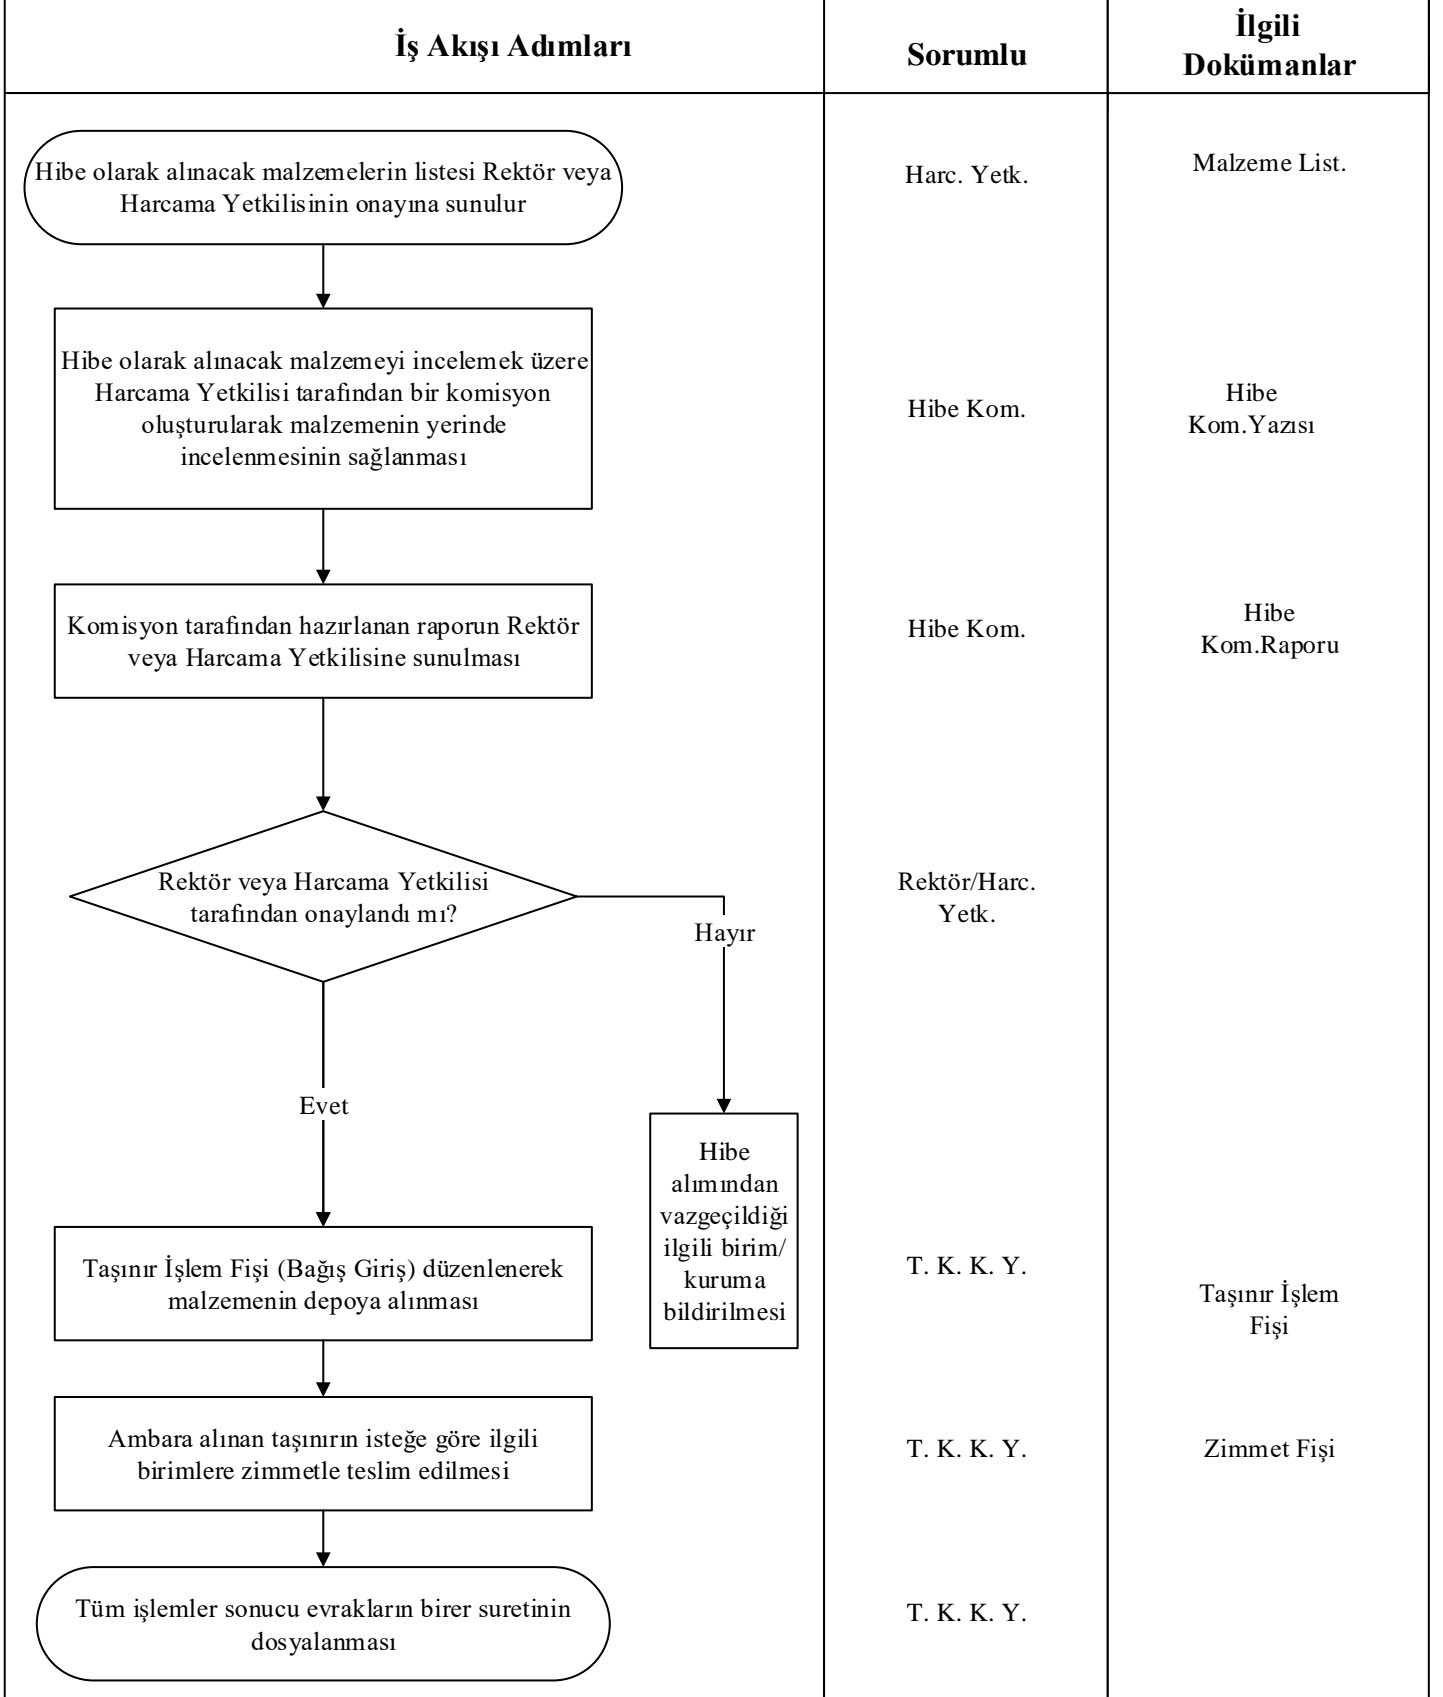 İş Akışı Adımları
Sorumlu
İlgili
Dokümanlar
Hibe olarak alınacak malzemelerin listesi Rektör veya
Harcama Yetkilisinin onayına sunulur
Harc. Yetk.
Malzeme List.
Hibe olarak alınacak malzemeyi incelemek üzere
Harcama Yetkilisi tarafından bir komisyon
oluşturularak malzemenin yerinde
incelenmesinin sağlanması
Hibe Kom.
Hibe
Kom.Yazısı
Komisyon tarafından hazırlanan raporun Rektör
veya Harcama Yetkilisine sunulması
Hibe Kom.
Hibe
Kom.Raporu
Rektör veya Harcama Yetkilisi
tarafından onaylandı mı?
Rektör/Harc.
Yetk.
Hayır
Evet
Hibe
alımından
vazgeçildiği
ilgili birim/
kuruma
bildirilmesi
Taşınır İşlem Fişi (Bağış Giriş) düzenlenerek
malzemenin depoya alınması
T. K. K. Y.
Taşınır İşlem
Fişi
Ambara alınan taşınırın isteğe göre ilgili
birimlere zimmetle teslim edilmesi
T. K. K. Y.
Zimmet Fişi
Tüm işlemler sonucu evrakların birer suretinin
dosyalanması
T. K. K. Y.